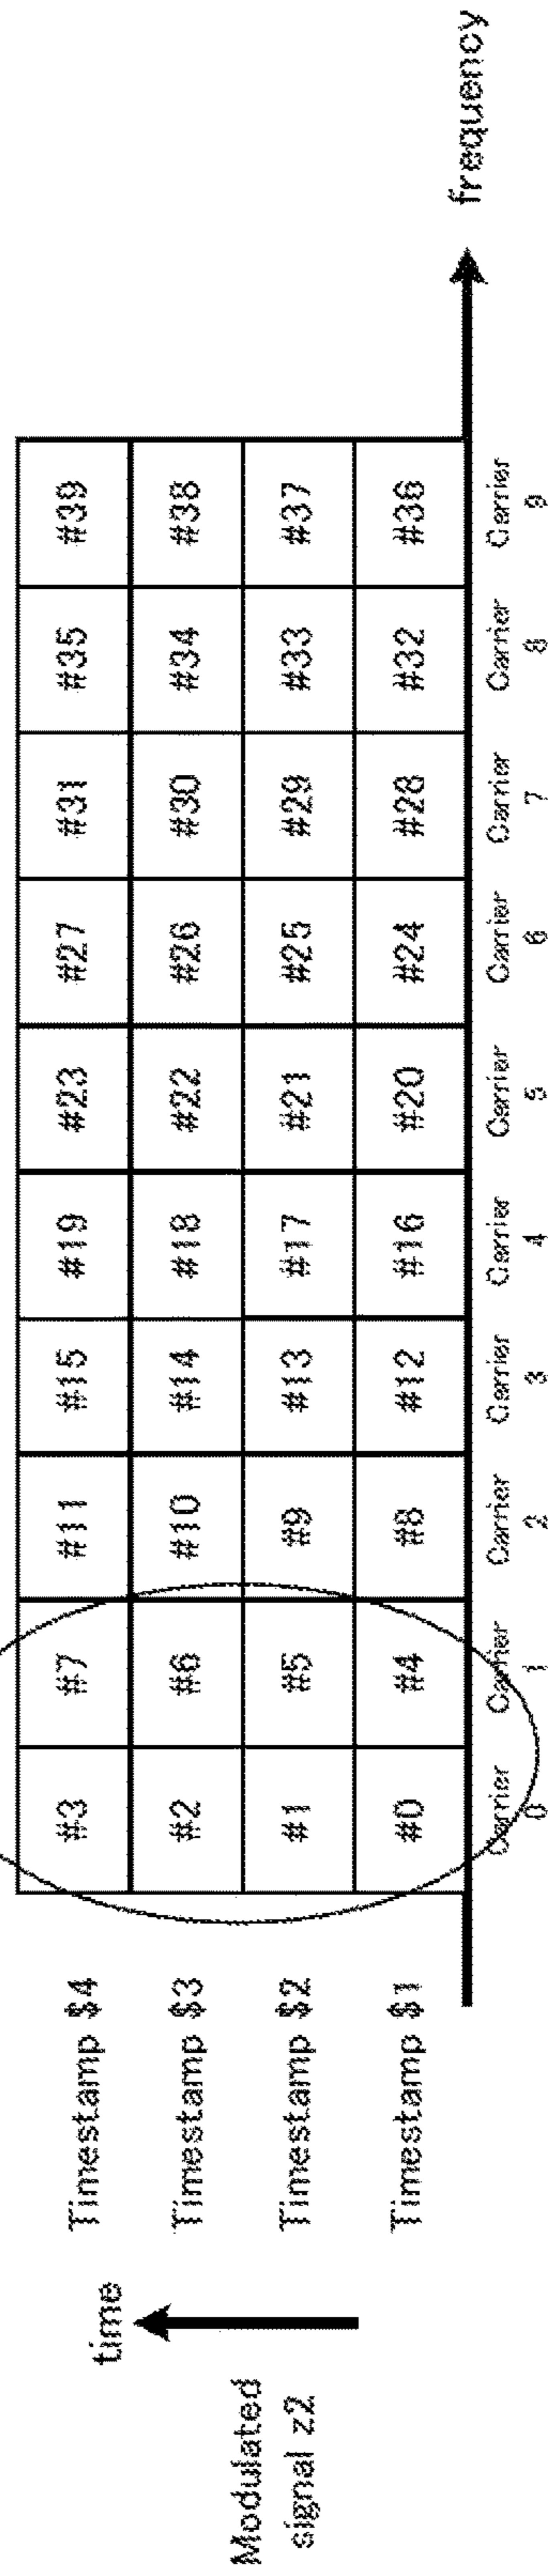 Modulated
signal z2
time
Timestamp $4
#3 #7 #11 #15 #19 #23 #27 #31 #35 #39
Timestamp $3
#2 #6 #10 #14 #18 #22 #26 #30 #34 #38
Timestamp $2
#1 #5 #9 #13 #17 #21 #25 #29 #33 #37
Timestamp $1
#0 #4 #8 #12 #16 #20 #24 #28 #32 #36
Carrier Carrier Carrier Carrier Carrier Carrier Carrier Carrier Carrier Carrier
0 1 2 3 4 5 6 7 8 9
frequency